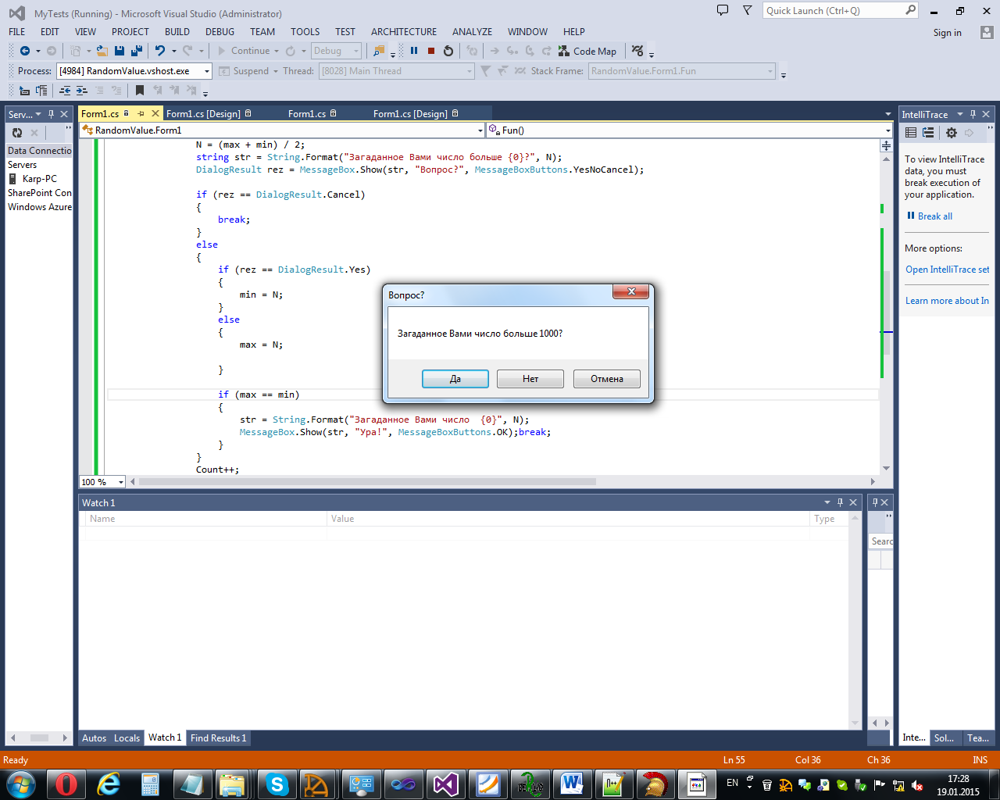 MyTests (Running) - Microsoft Visual Studio (Administrator)
Quick Launch (Ctrl+Q)
FILE EDIT VIEW PROJECT BUILD DEBUG TEAM TOOLS TEST ARCHITECTURE ANALYZE WINDOW HELP
Sign in
Continue Debug Code Map
Process: [4984] RandomValue.vshost.exe Suspend Thread: [8028] Main Thread Stack Frame: RandomValue.Form1.Fun
Serv...
Data Connectio
Servers
Karp-PC
SharePoint Con
Windows Azure
Form1.cs Form1.cs [Design] Form1.cs Form1.cs [Design]
RandomValue.Form1 Fun()
N = (max + min) / 2;
string str = String.Format("Загаданное Вами число больше {0}?", N);
DialogResult rez = MessageBox.Show(str, "Вопрос?", MessageBoxButtons.YesNoCancel);
if (rez == DialogResult.Cancel)
{
break;
}
else
{
if (rez == DialogResult.Yes)
{
min = N;
}
else
{
max = N;
}
if (max == min)
{
str = String.Format("Загаданное Вами число  {0}", N);
MessageBox.Show(str, "Ура!", MessageBoxButtons.OK);break;
}
}
Count++;
100 %
Вопрос?
Загаданное Вами число больше 1000?
Да Нет Отмена
IntelliTrace
To view IntelliTrace
data, you must
break execution of
your application.
Break all
More options:
Open IntelliTrace set
Learn more about In
Watch 1
Name Value Type
Searc
Autos Locals Watch 1 Find Results 1
Inte... Sol... Tea...
Ready Ln 55 Col 36 Ch 36 INS
EN
17:28
19.01.2015